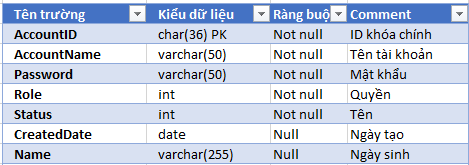 Tên trường Kiểu dữ liệu Ràng buộ Comment
AccountID char(36) PK Not null ID khóa chính
AccountName varchar(50) Not null Tên tài khoản
Password varchar(50) Not null Mật khẩu
Role int Not null Quyền
Status int Not null Tên
CreatedDate date Null Ngày tạo
Name varchar(255) Null Ngày sinh